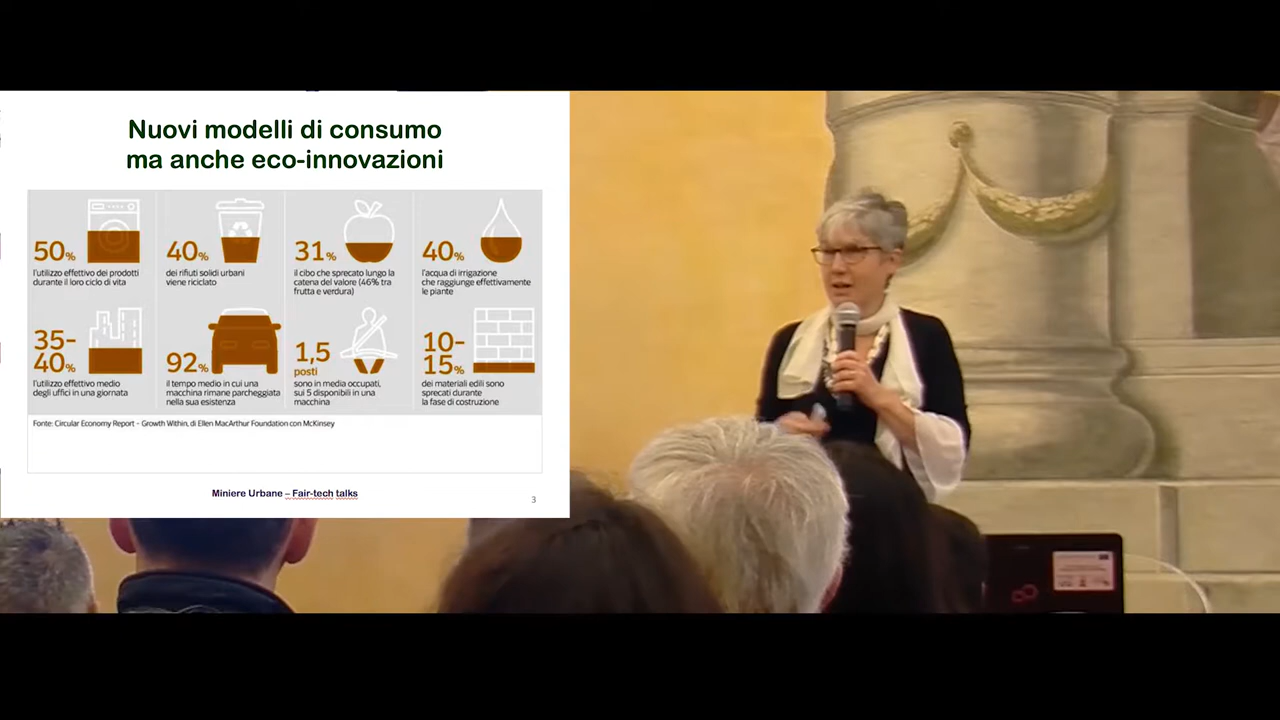 Nuovi modelli di consumo
ma anche eco-innovazioni
50%
l'utilizzo effettivo dei prodotti
durante il loro ciclo di vita
40%
dei rifiuti solidi urbani
viene riciclato
31%
il cibo che sprecato lungo la
catena del valore (46% tra
frutta e verdura)
40%
l'acqua di irrigazione
che raggiunge effettivamente
le piante
35-
40%
l'utilizzo effettivo medio
degli uffici in una giornata
92%
il tempo medio in cui una
macchina rimane parcheggiata
nella sua esistenza
1,5
posti
sono in media occupati,
sui 5 disponibili in una
macchina
10-
15%
dei materiali edili sono
sprecati durante
la fase di costruzione
Fonte: Circular Economy Report - Growth Within, di Ellen MacArthur Foundation con McKinsey
Miniere Urbane – Fair-tech talks
3